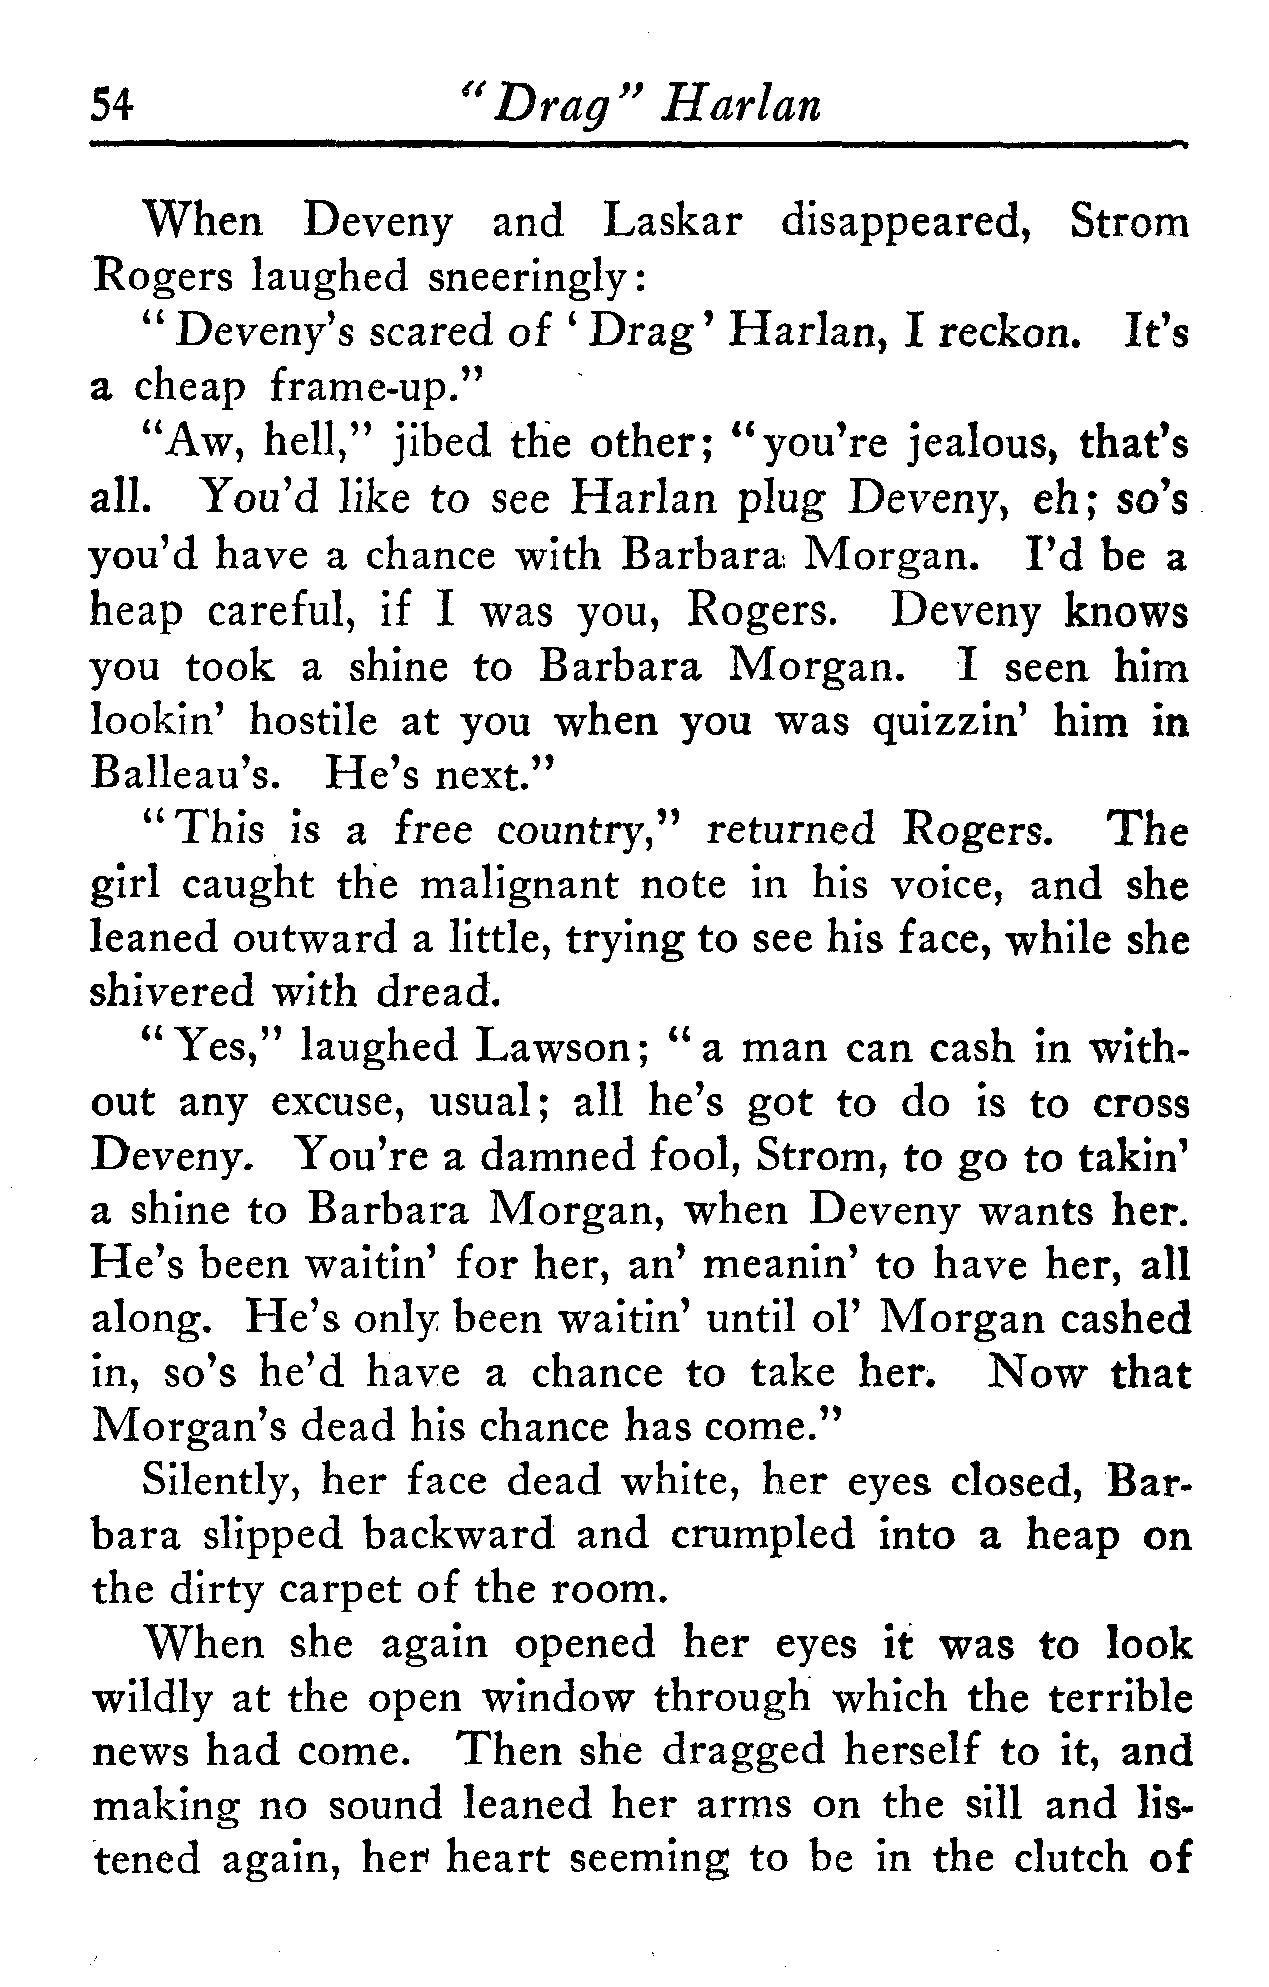 54 "Drag" Harlan
When Deveny and Laskar disappeared, Strom
Rogers laughed sneeringly:
"Deveny's scared of 'Drag' Harlan, I reckon. It's
a cheap frame-up."
"Aw, hell," jibed the other; "you're jealous, that's
all. You'd like to see Harlan plug Deveny, eh; so's
you'd have a chance with Barbara Morgan. I'd be a
heap careful, if I was you, Rogers. Deveny knows
you took a shine to Barbara Morgan. I seen him
lookin' hostile at you when you was quizzin' him in
Balleau's. He's next."
"This is a free country," returned Rogers. The
girl caught the malignant note in his voice, and she
leaned outward a little, trying to see his face, while she
shivered with dread.
"Yes," laughed Lawson; "a man can cash in with-
out any excuse, usual; all he's got to do is to cross
Deveny. You're a damned fool, Strom, to go to takin'
a shine to Barbara Morgan, when Deveny wants her.
He's been waitin' for her, an' meanin' to have her, all
along. He's only been waitin' until ol' Morgan cashed
in, so's he'd have a chance to take her. Now that
Morgan's dead his chance has come."
Silently, her face dead white, her eyes closed, Bar-
bara slipped backward and crumpled into a heap on
the dirty carpet of the room.
When she again opened her eyes it was to look
wildly at the open window through which the terrible
news had come. Then she dragged herself to it, and
making no sound leaned her arms on the sill and lis-
tened again, her heart seeming to be in the clutch of